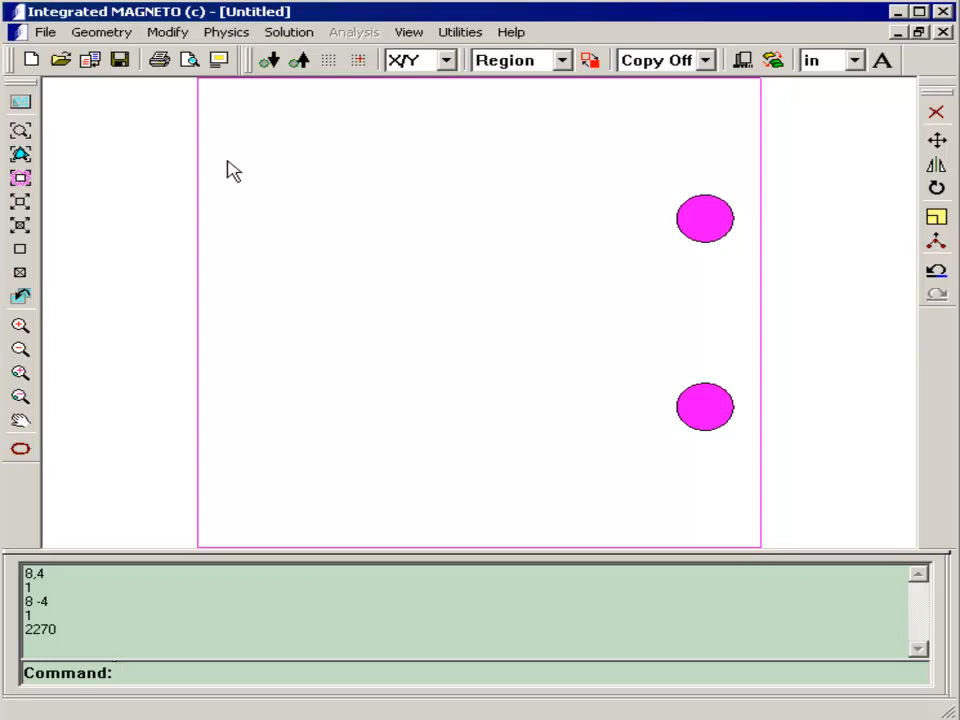 Integrated MAGNETO (c) - [Untitled]
File Geometry Modify Physics Solution Analysis View Utilities Help
X/Y Region Copy Off in A
8,4
1
8 -4
1
2270
Command: